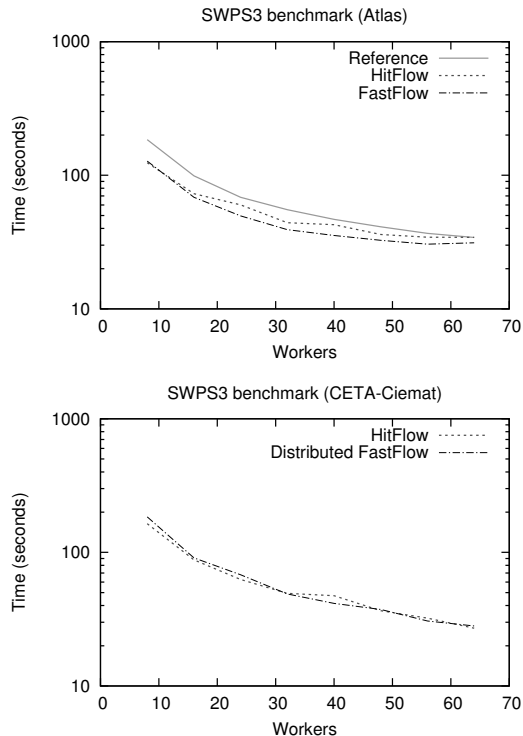 SWPS3 benchmark (Atlas)
1000
100
10
Time (seconds)
Reference
HitFlow
FastFlow
0 10 20 30 40 50 60 70
Workers
SWPS3 benchmark (CETA-Ciemat)
1000
100
10
Time (seconds)
HitFlow
Distributed FastFlow
0 10 20 30 40 50 60 70
Workers